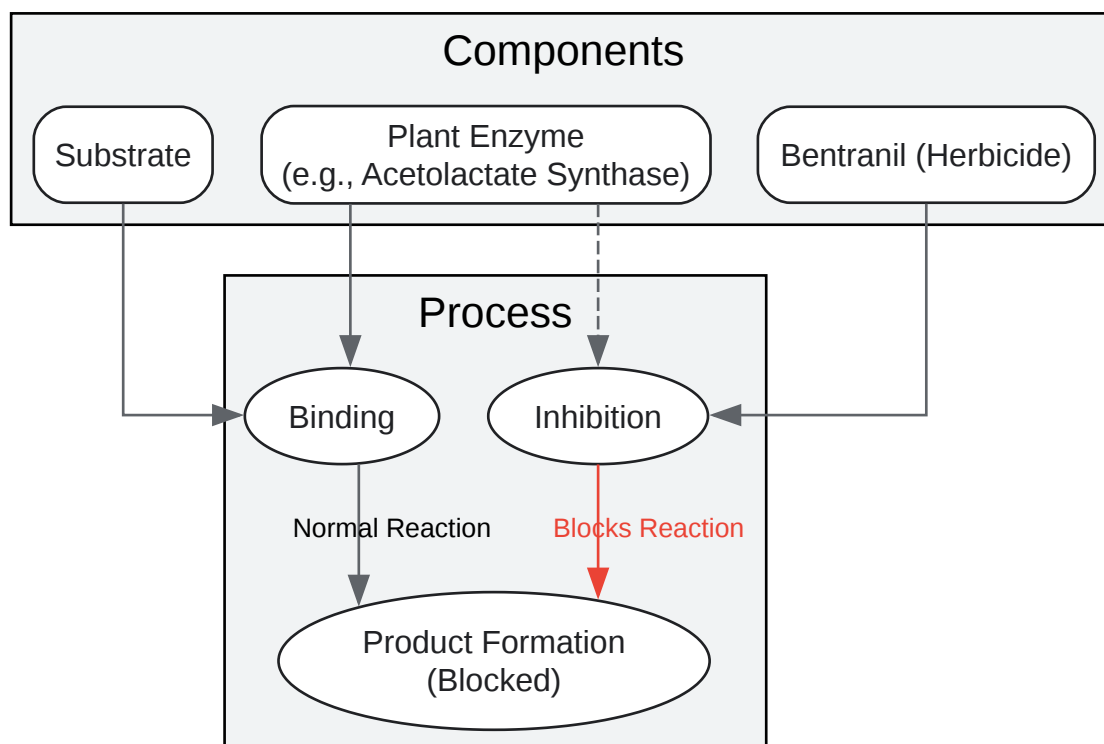 Components
Substrate
Plant Enzyme
(e.g., Acetolactate Synthase)
Bentranil (Herbicide)
Process
Binding
Inhibition
Normal Reaction
Blocks Reaction
Product Formation
(Blocked)